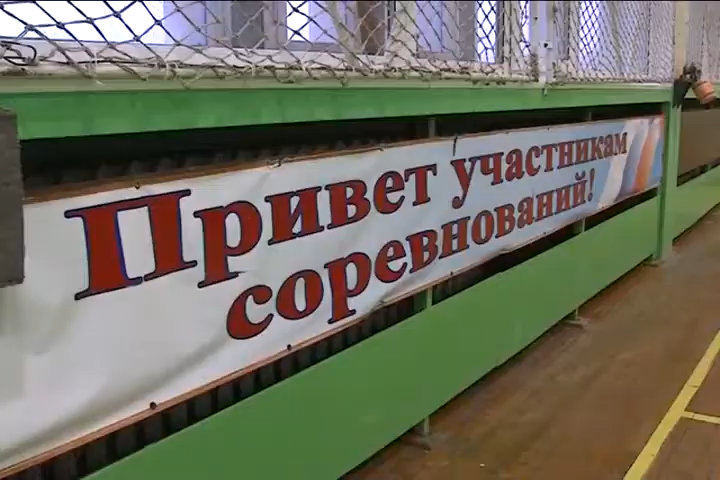 Привет участникам
соревнований!